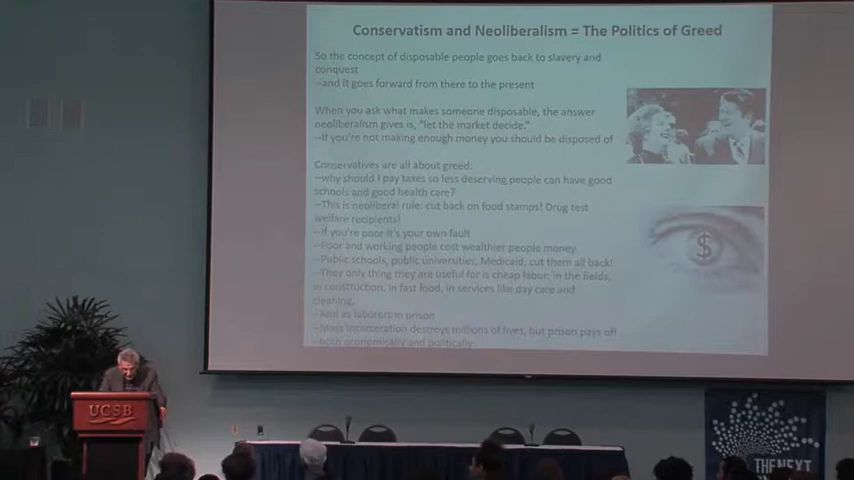 Conservatism and Neoliberalism = The Politics of Greed
So the concept of disposable people goes back to slavery and
conquest
--and it goes forward from there to the present
When you ask what makes someone disposable, the answer
neoliberalism gives is, "let the market decide."
--If you're not making enough money you should be disposed of
Conservatives are all about greed:
--why should I pay taxes so less deserving people can have good
schools and good health care?
--This is neoliberal rule: cut back on food stamps! Drug test
welfare recipients!
--If you're poor it's your own fault
--Poor and working people cost wealthier people money
--Public schools, public universities, Medicaid, cut them all back!
--They only thing they are useful for is cheap labor: in the fields,
in construction, in fast food, in services like day care and
cleaning.
--And as laborers in prison
--Mass incarceration destroys millions of lives, but prison pays off
--both economically and politically
$
UCSB
THE NEXT